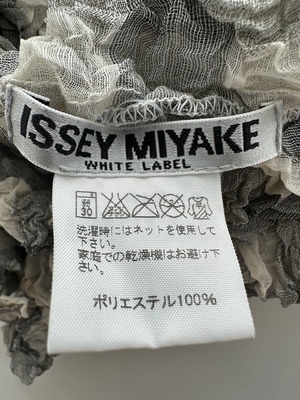 ISSEY MIYAKE
WHITE LABEL
弱
30
洗濯時にはネットを使用して
下さい。
家庭での乾燥機はお避け下
さい。
ポリエステル100%